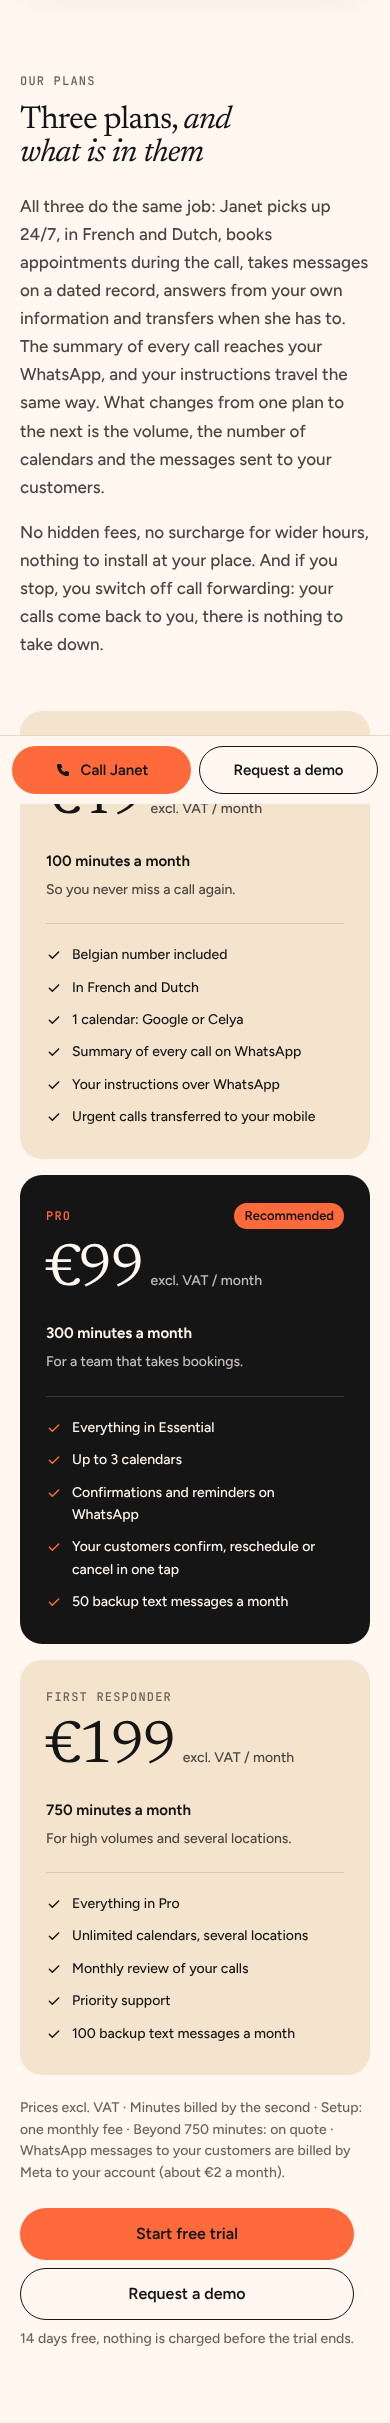 OUR PLANS
Three plans, and
what is in them
All three do the same job: Janet picks up
24/7, in French and Dutch, books
appointments during the call, takes messages
on a dated record, answers from your own
information and transfers when she has to.
The summary of every call reaches your
WhatsApp, and your instructions travel the
same way. What changes from one plan to
the next is the volume, the number of
calendars and the messages sent to your
customers.
No hidden fees, no surcharge for wider hours,
nothing to install at your place. And if you
stop, you switch off call forwarding: your
calls come back to you, there is nothing to
take down.
Call Janet
Request a demo
excl. VAT / month
100 minutes a month
So you never miss a call again.
Belgian number included
In French and Dutch
1 calendar: Google or Celya
Summary of every call on WhatsApp
Your instructions over WhatsApp
Urgent calls transferred to your mobile
PRO
Recommended
€99 excl. VAT / month
300 minutes a month
For a team that takes bookings.
Everything in Essential
Up to 3 calendars
Confirmations and reminders on
WhatsApp
Your customers confirm, reschedule or
cancel in one tap
50 backup text messages a month
FIRST RESPONDER
€199 excl. VAT / month
750 minutes a month
For high volumes and several locations.
Everything in Pro
Unlimited calendars, several locations
Monthly review of your calls
Priority support
100 backup text messages a month
Prices excl. VAT · Minutes billed by the second · Setup:
one monthly fee · Beyond 750 minutes: on quote ·
WhatsApp messages to your customers are billed by
Meta to your account (about €2 a month).
Start free trial
Request a demo
14 days free, nothing is charged before the trial ends.